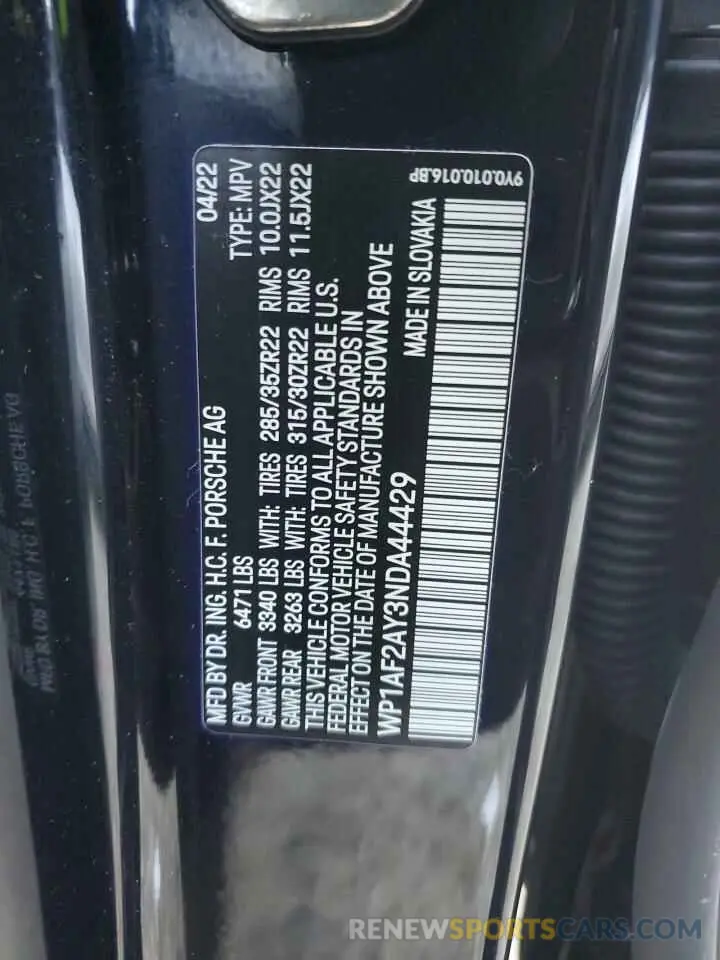 MFD BY DR. ING. H.C. F. PORSCHE AG 04/22
GVWR 6471 LBS TYPE: MPV
GAWR FRONT 3340 LBS WITH: TIRES 285/35ZR22 RIMS 10.0JX22
GAWR REAR 3263 LBS WITH: TIRES 315/30ZR22 RIMS 11.5JX22
THIS VEHICLE CONFORMS TO ALL APPLICABLE U.S.
FEDERAL MOTOR VEHICLE SAFETY STANDARDS IN
EFFECT ON THE DATE OF MANUFACTURE SHOWN ABOVE
WP1AF2AY3NDA44429 MADE IN SLOVAKIA
9Y0.010.016.BP
RENEWSPORTSCARS.COM